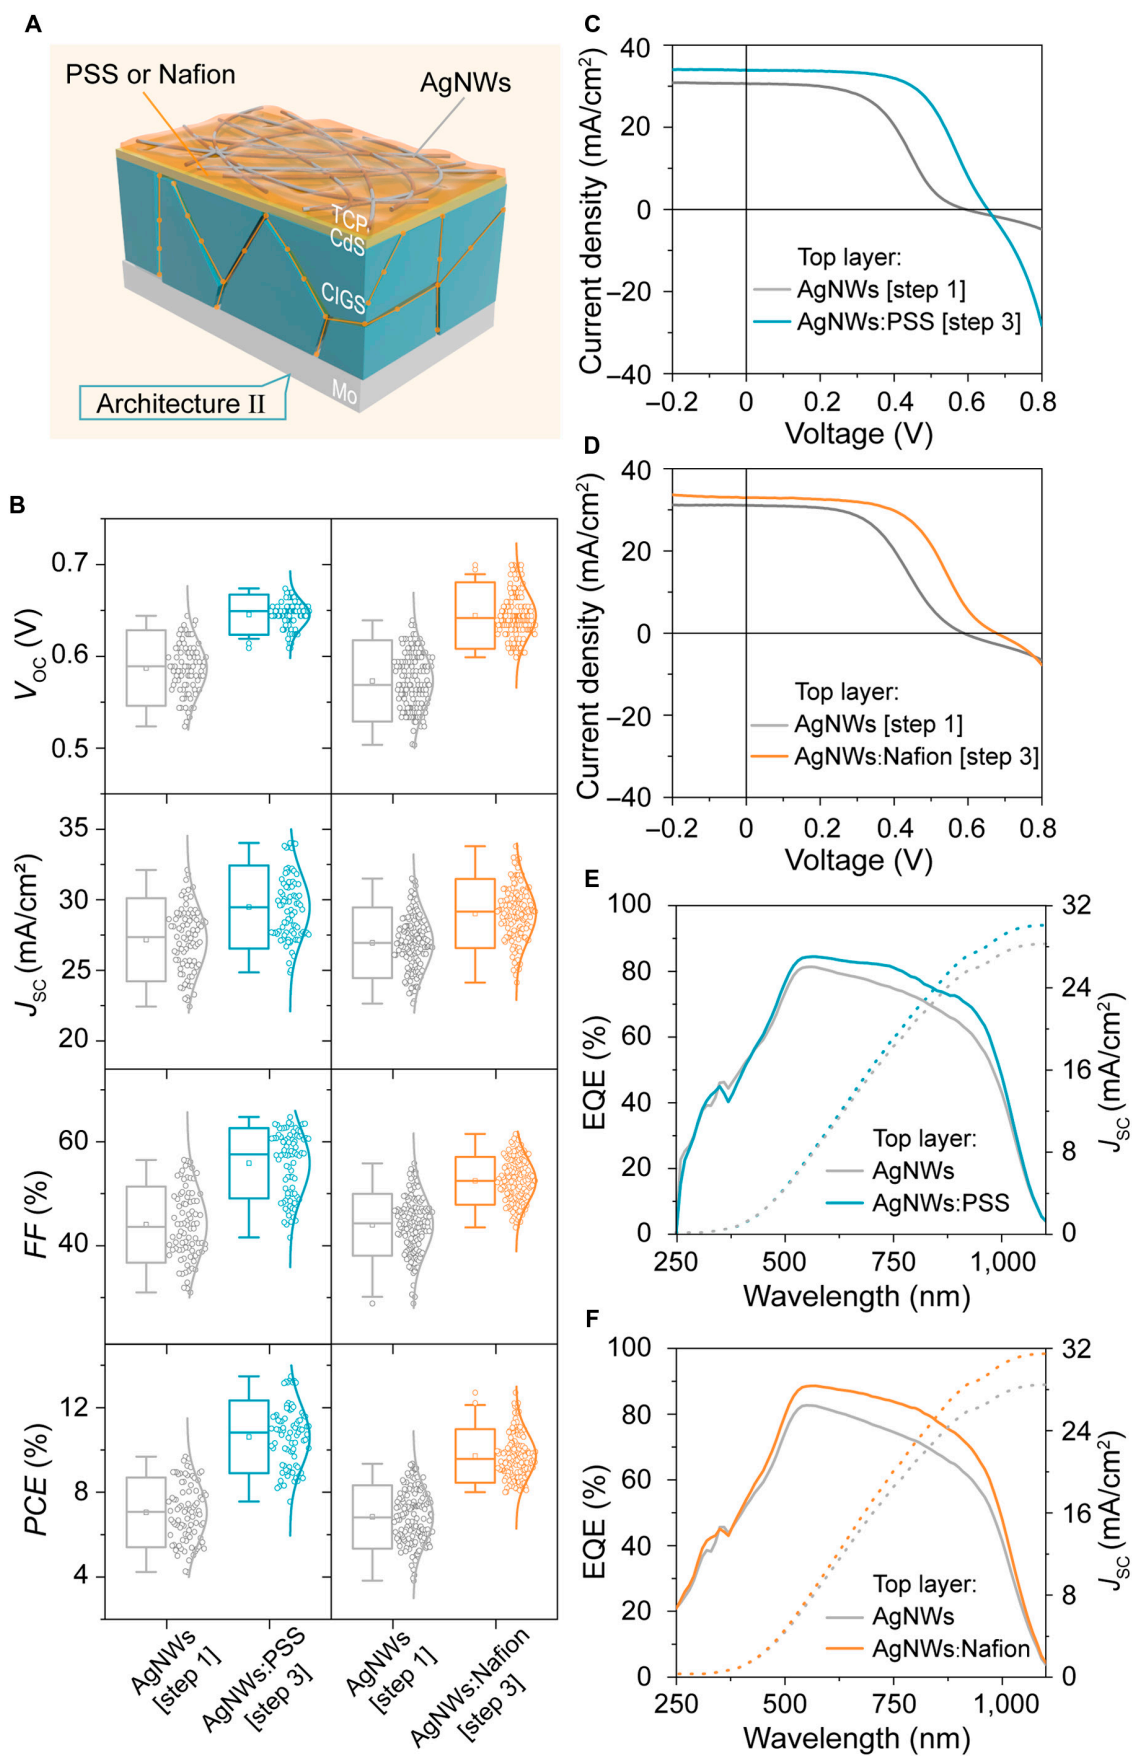 A
PSS or Nafion
AgNWs
TCP
CdS
CIGS
Mo
Architecture II
B
V_OC (V)
0.7
0.6
0.5
J_SC (mA/cm²)
35
30
25
20
FF (%)
60
40
PCE (%)
12
8
4
AgNWs
[step 1]
AgNWs:PSS
[step 3]
AgNWs
[step 1]
AgNWs:Nafion
[step 3]
C
Current density (mA/cm²)
40
20
0
−20
−40
Top layer:
AgNWs [step 1]
AgNWs:PSS [step 3]
−0.2 0 0.2 0.4 0.6 0.8
Voltage (V)
D
Current density (mA/cm²)
40
20
0
−20
−40
Top layer:
AgNWs [step 1]
AgNWs:Nafion [step 3]
−0.2 0 0.2 0.4 0.6 0.8
Voltage (V)
E
EQE (%)
100
80
60
40
20
0
Top layer:
AgNWs
AgNWs:PSS
32
24
16
8
0
J_SC (mA/cm²)
250 500 750 1,000
Wavelength (nm)
F
EQE (%)
100
80
60
40
20
0
Top layer:
AgNWs
AgNWs:Nafion
32
24
16
8
0
J_SC (mA/cm²)
250 500 750 1,000
Wavelength (nm)